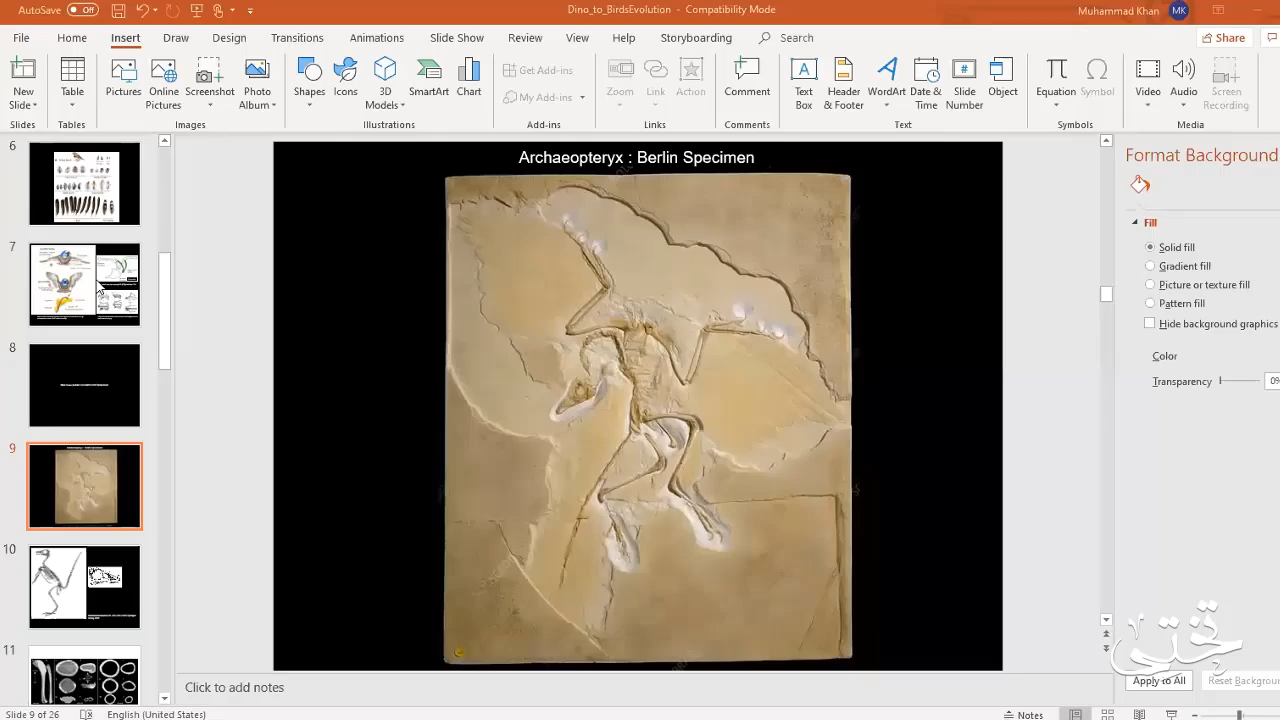 AutoSave Off Dino_to_BirdsEvolution - Compatibility Mode Muhammad Khan MK
File Home Insert Draw Design Transitions Animations Slide Show Review View Help Storyboarding Search Share
New Slide Table Pictures Online Pictures Screenshot Photo Album Shapes Icons 3D Models SmartArt Chart Get Add-ins My Add-ins Zoom Link Action Comment Text Box Header & Footer WordArt Date & Time Slide Number Object Equation Symbol Video Audio Screen Recording
Slides Tables Images Illustrations Add-ins Links Comments Text Symbols Media
6
7
8
9
10
11
Archaeopteryx : Berlin Specimen
Format Background
Fill
Solid fill
Gradient fill
Picture or texture fill
Pattern fill
Hide background graphics
Color
Transparency
Apply to All Reset Background
Click to add notes
Slide 9 of 26 English (United States) Notes